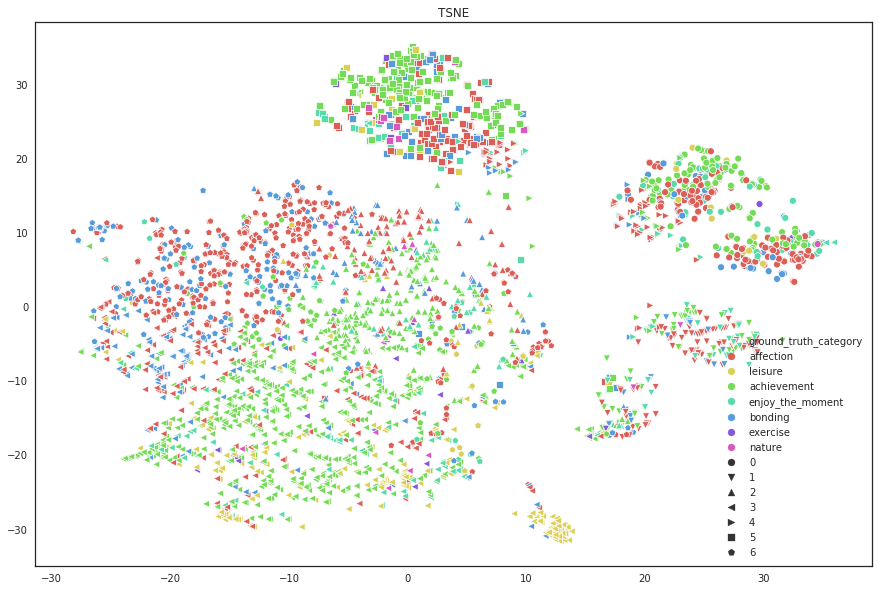 TSNE
30
20
10
0
−10
−20
−30
−30
−20
−10
0
10
20
30
ground_truth_category
affection
leisure
achievement
enjoy_the_moment
bonding
exercise
nature
0
1
2
3
4
5
6